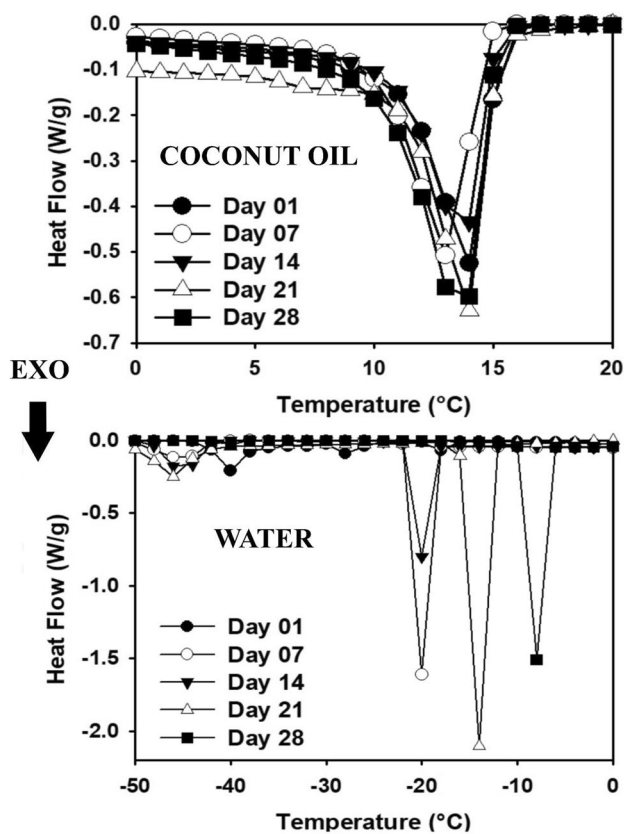 0.0
-0.1
-0.2
-0.3
-0.4
-0.5
-0.6
-0.7
Heat Flow (W/g)
COCONUT OIL
Day 01
Day 07
Day 14
Day 21
Day 28
0 5 10 15 20
Temperature (°C)
EXO
0.0
-0.5
-1.0
-1.5
-2.0
Heat Flow (W/g)
WATER
Day 01
Day 07
Day 14
Day 21
Day 28
-50 -40 -30 -20 -10 0
Temperature (°C)